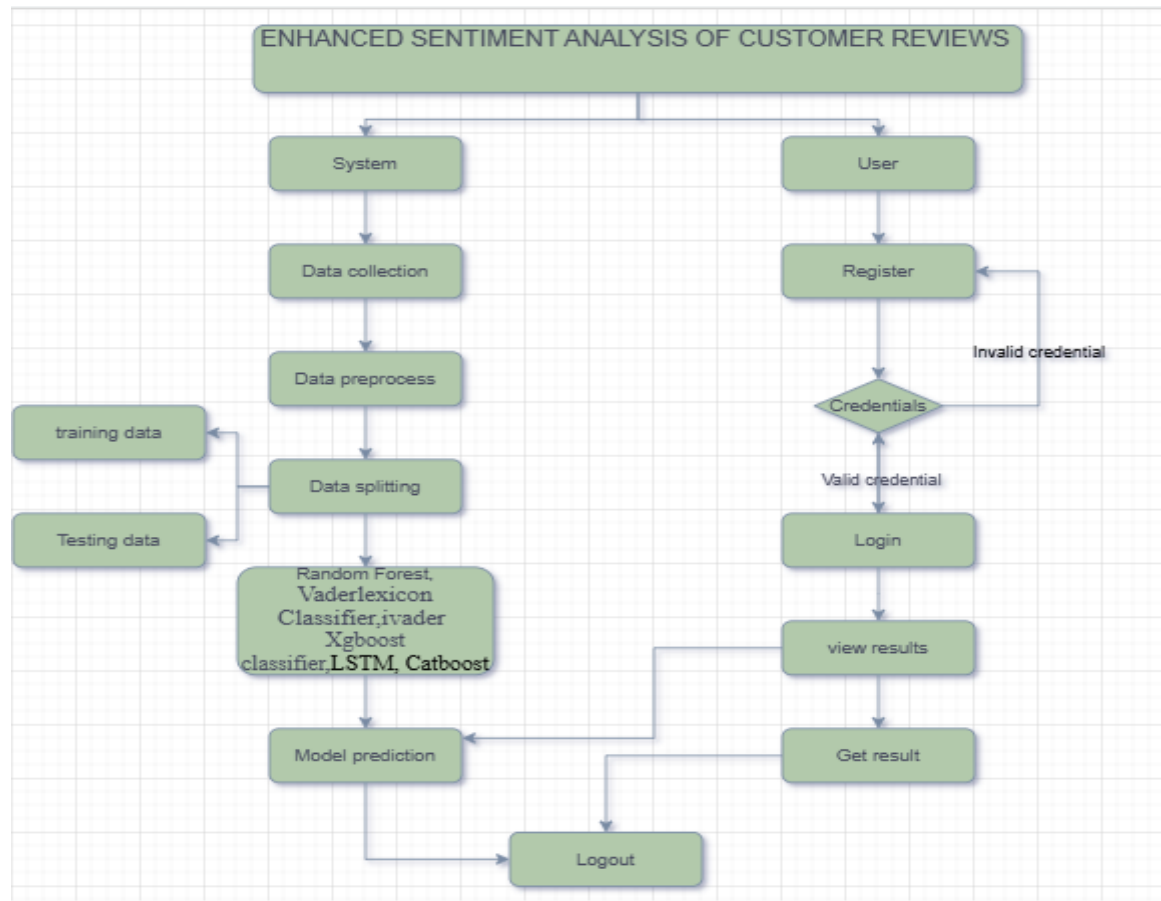 ENHANCED SENTIMENT ANALYSIS OF CUSTOMER REVIEWS
System
User
Data collection
Register
Invalid credential
Data preprocess
Credentials
training data
Data splitting
Valid credential
Testing data
Login
Random Forest,
Vaderlexicon
Classifier,ivader
Xgboost
classifier,LSTM, Catboost
view results
Model prediction
Get result
Logout